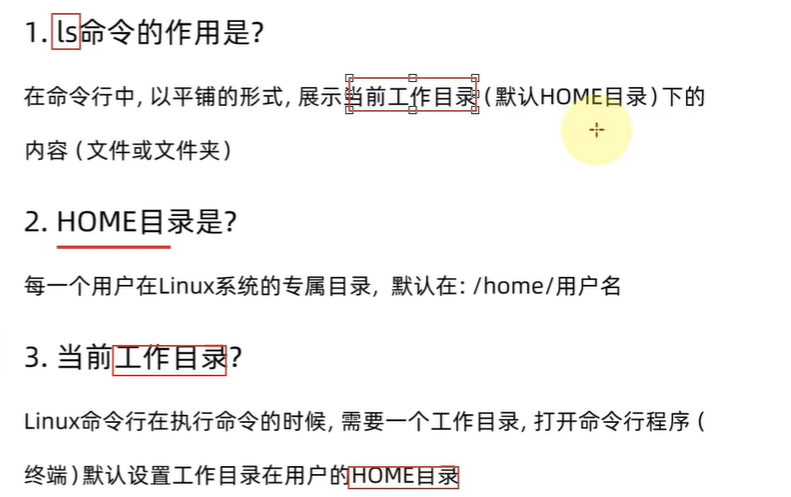 1. ls命令的作用是?
在命令行中, 以平铺的形式, 展示当前工作目录 (默认HOME目录) 下的
内容 (文件或文件夹)
2. HOME目录是?
每一个用户在Linux系统的专属目录, 默认在: /home/用户名
3. 当前工作目录?
Linux命令行在执行命令的时候, 需要一个工作目录, 打开命令行程序 (
终端) 默认设置工作目录在用户的HOME目录